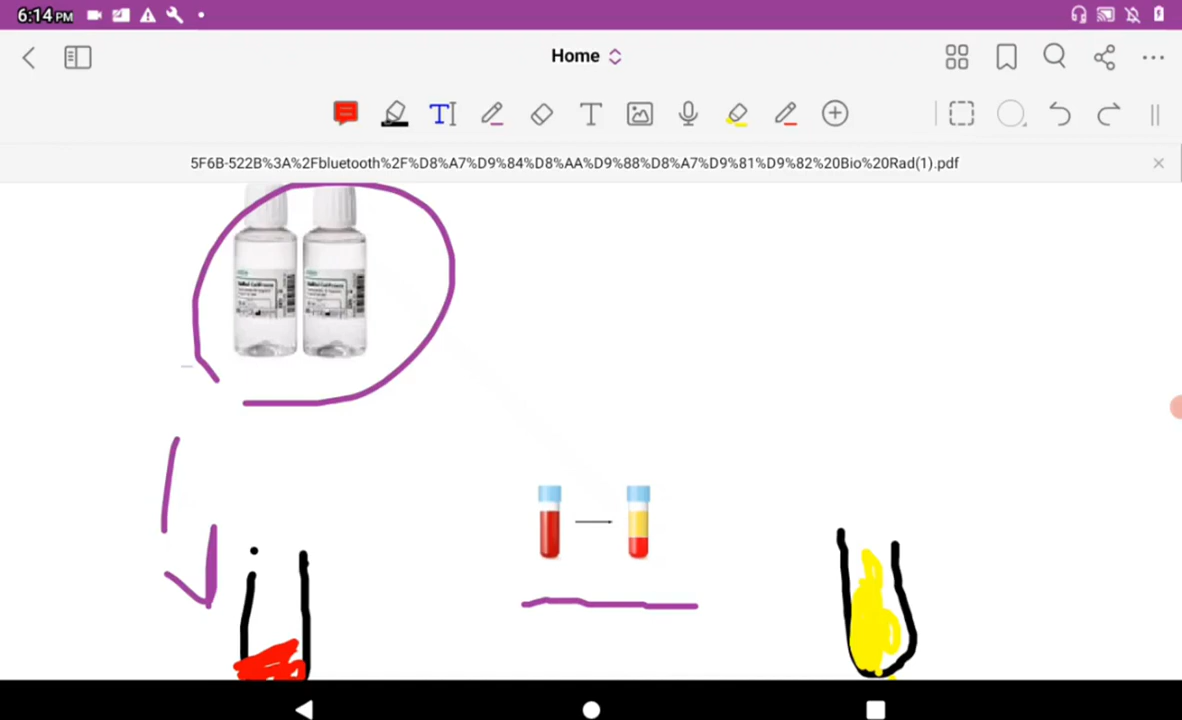 6:14 PM
Home
T
T
5F6B-522B%3A%2Fbluetooth%2F%D8%A7%D9%84%D8%AA%D9%88%D8%A7%D9%81%D9%82%20Bio%20Rad(1).pdf